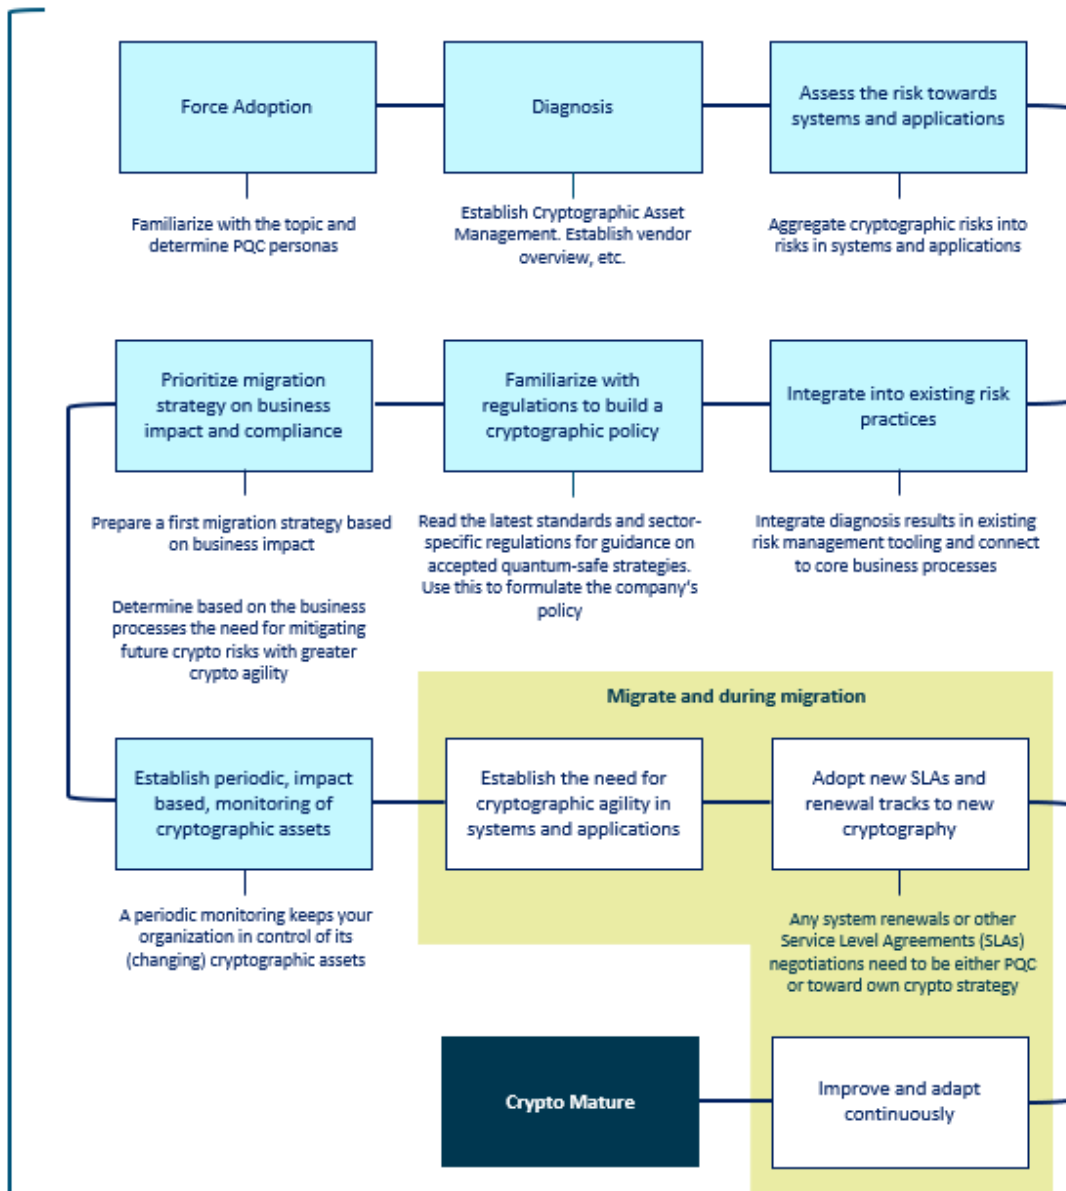 Force Adoption
Diagnosis
Assess the risk towards
systems and applications
Familiarize with the topic and
determine PQC personas
Establish Cryptographic Asset
Management. Establish vendor
overview, etc.
Aggregate cryptographic risks into
risks in systems and applications
Prioritize migration
strategy on business
impact and compliance
Familiarize with
regulations to build a
cryptographic policy
Integrate into existing risk
practices
Prepare a first migration strategy based
on business impact
Determine based on the business
processes the need for mitigating
future crypto risks with greater
crypto agility
Read the latest standards and sector-
specific regulations for guidance on
accepted quantum-safe strategies.
Use this to formulate the company's
policy
Integrate diagnosis results in existing
risk management tooling and connect
to core business processes
Migrate and during migration
Establish periodic, impact
based, monitoring of
cryptographic assets
Establish the need for
cryptographic agility in
systems and applications
Adopt new SLAs and
renewal tracks to new
cryptography
A periodic monitoring keeps your
organization in control of its
(changing) cryptographic assets
Any system renewals or other
Service Level Agreements (SLAs)
negotiations need to be either PQC
or toward own crypto strategy
Crypto Mature
Improve and adapt
continuously